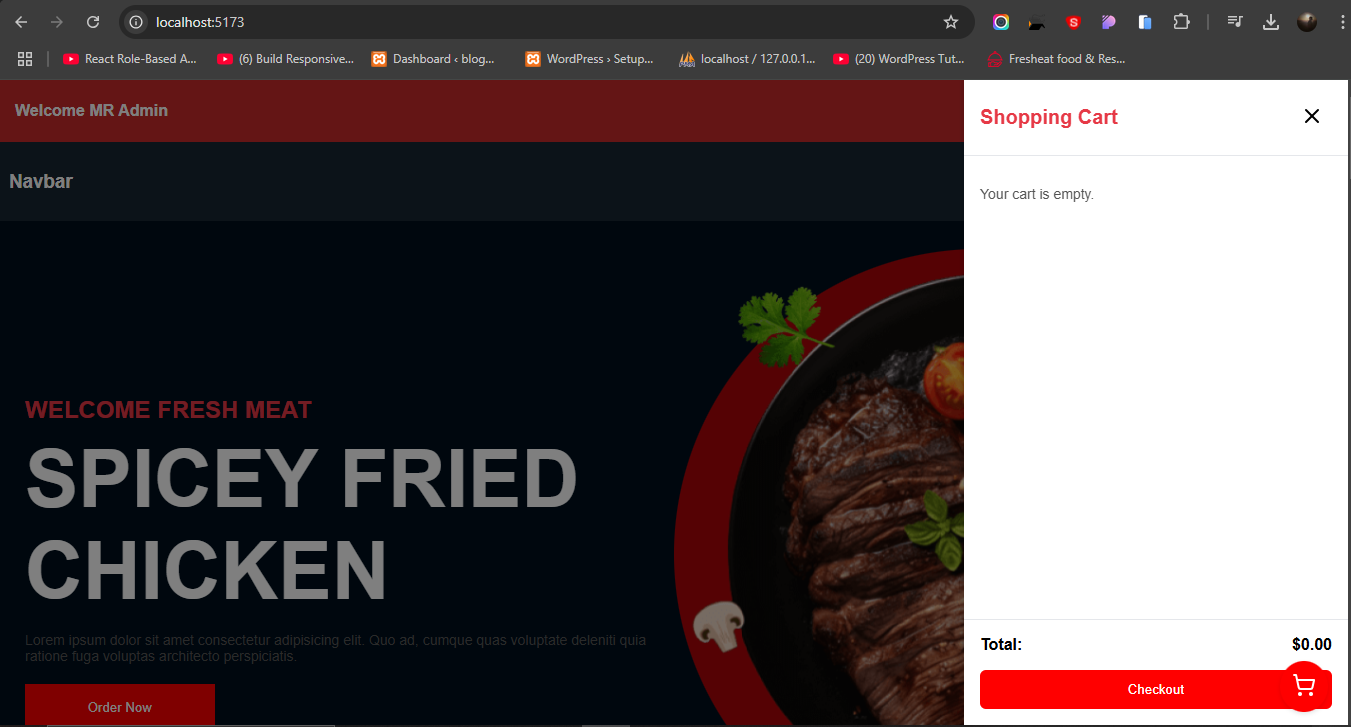 localhost:5173
React Role-Based A...
(6) Build Responsive...
Dashboard ‹ blog...
WordPress › Setup...
localhost / 127.0.0.1...
(20) WordPress Tut...
Fresheat food & Res...
Welcome MR Admin
Navbar
WELCOME FRESH MEAT
SPICEY FRIED
CHICKEN
Lorem ipsum dolor sit amet consectetur adipisicing elit. Quo ad, cumque quas voluptate deleniti quia
ratione fuga voluptas architecto perspiciatis.
Order Now
Shopping Cart
Your cart is empty.
Total: $0.00
Checkout